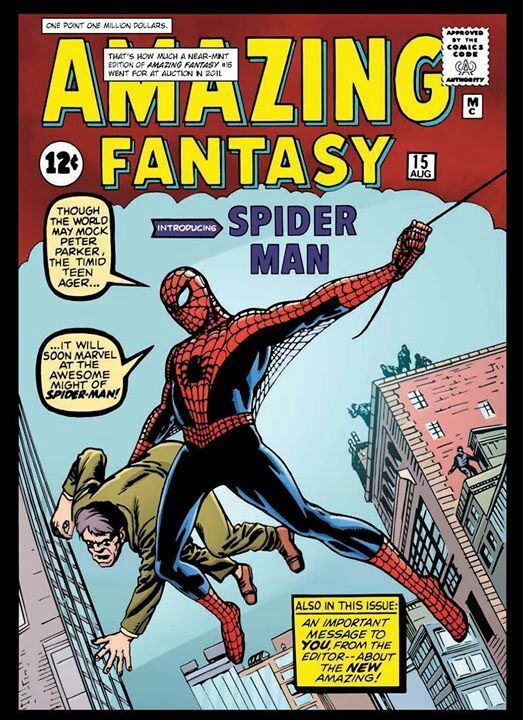 ONE POINT ONE MILLION DOLLARS.
THAT'S HOW MUCH A NEAR-MINT
EDITION OF AMAZING FANTASY #15
WENT FOR AT AUCTION IN 2011.
AMAZING
FANTASY
APPROVED
BY THE
COMICS
CODE
CA
AUTHORITY
M
C
12¢
15
AUG
INTRODUCING
SPIDER
MAN
THOUGH
THE WORLD
MAY MOCK
PETER
PARKER,
THE TIMID
TEEN
AGER...
...IT WILL
SOON MARVEL
AT THE
AWESOME
MIGHT OF
SPIDER-MAN!
ALSO IN THIS ISSUE:
AN IMPORTANT
MESSAGE TO
YOU, FROM THE
EDITOR--ABOUT
THE NEW
AMAZING!